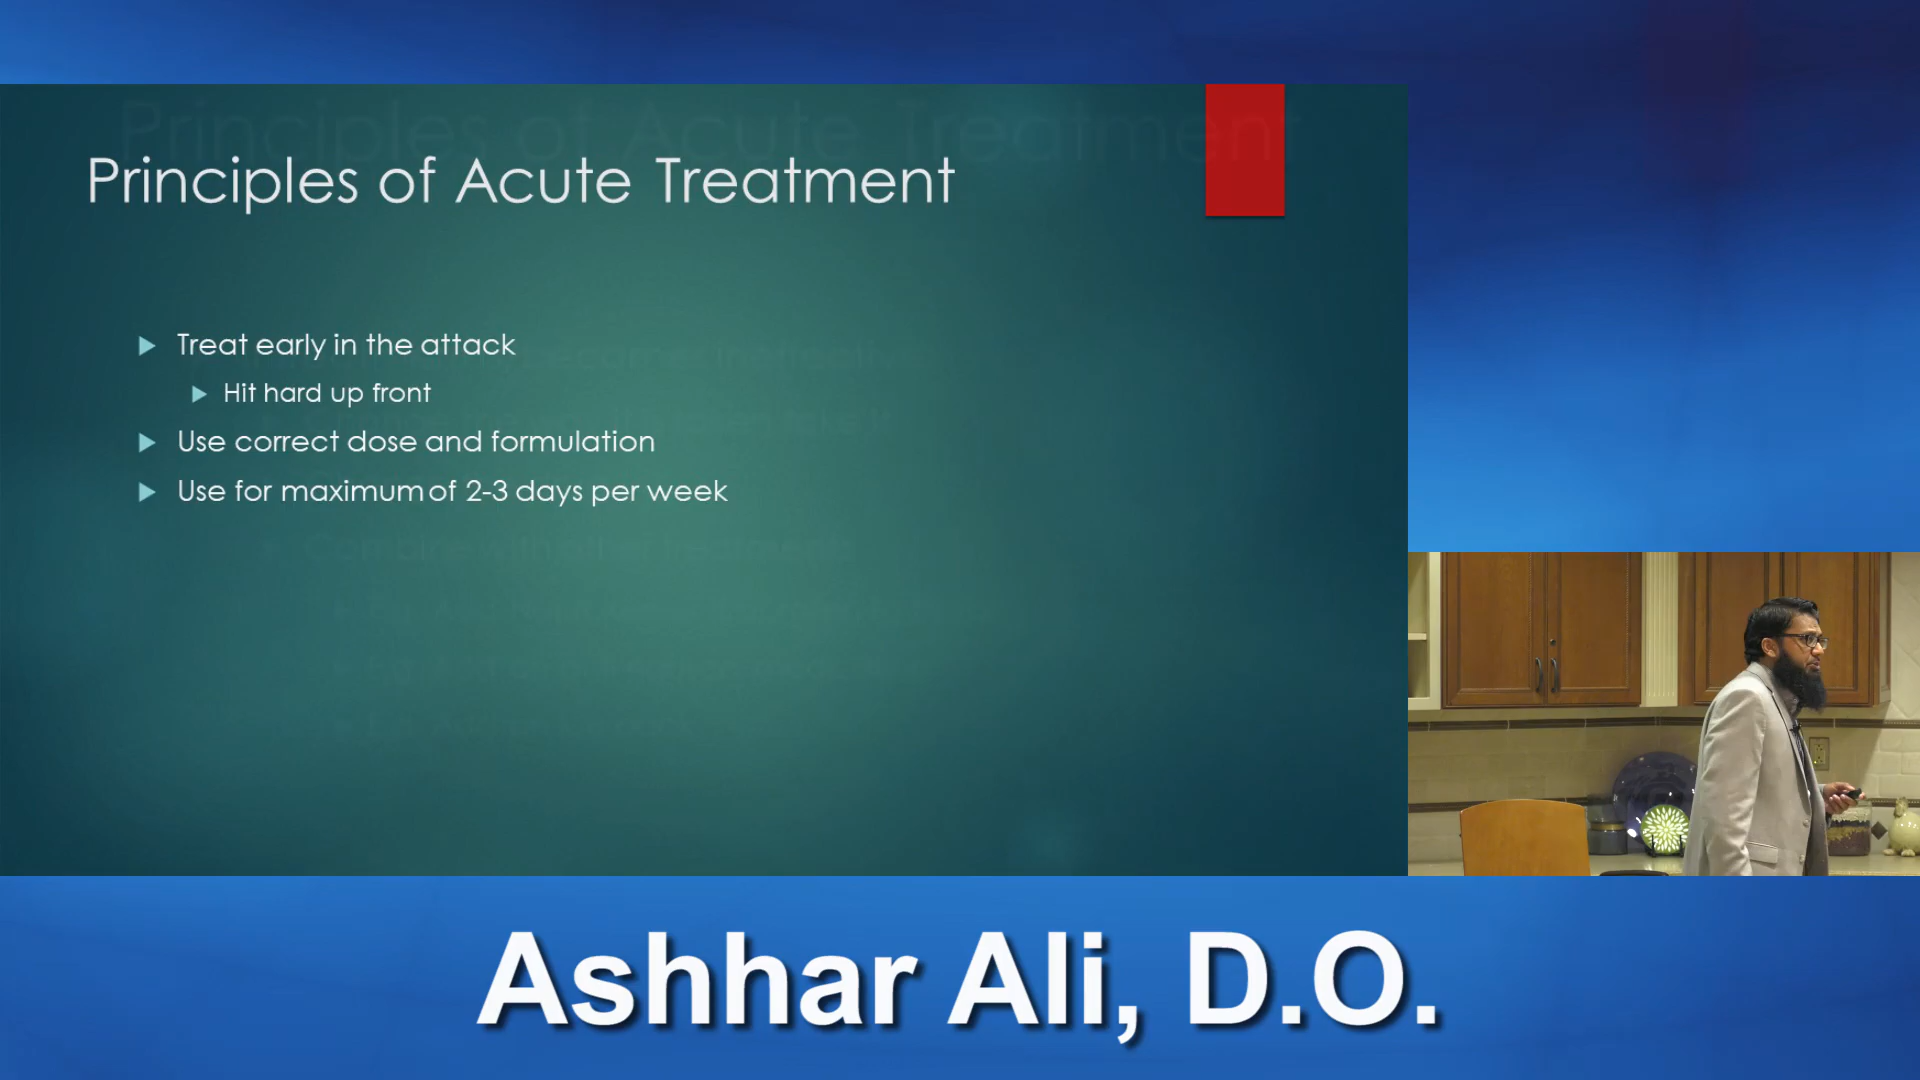 Principles of Acute Treatment
Treat early in the attack
Hit hard up front
Use correct dose and formulation
Use for maximum of 2-3 days per week
Ashhar Ali, D.O.